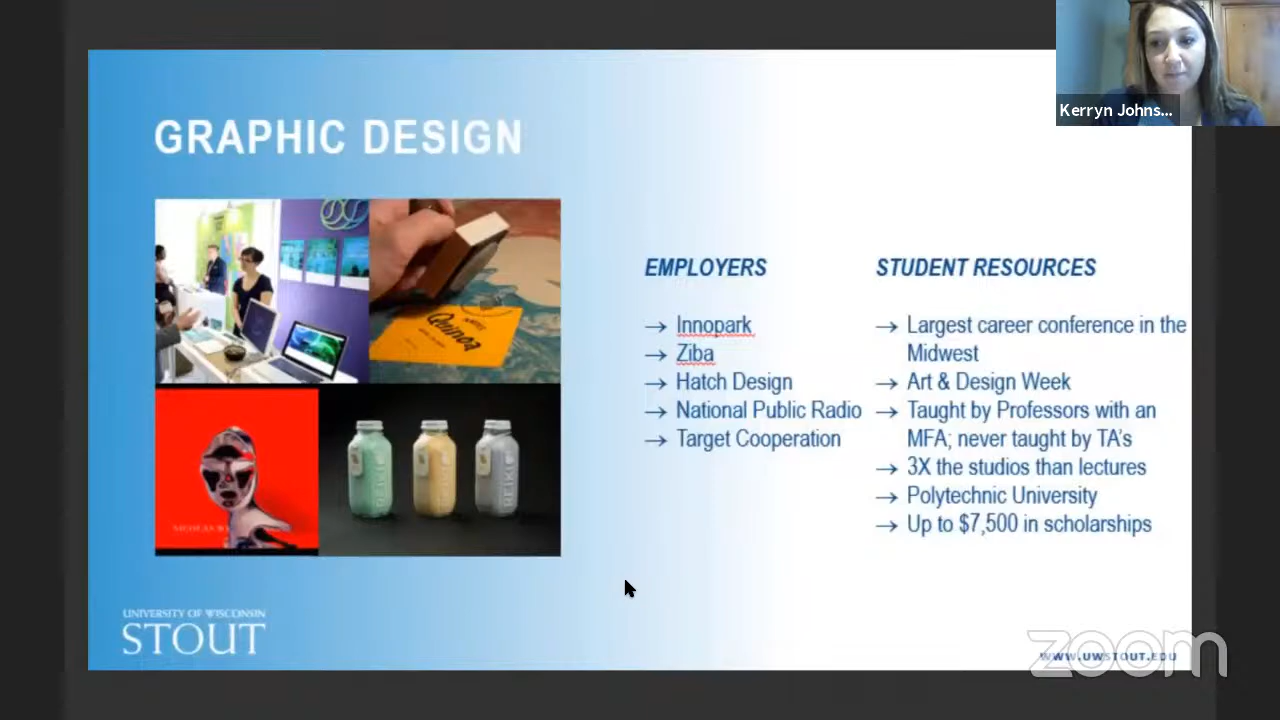 Kerryn Johns...
GRAPHIC DESIGN
EMPLOYERS
→ Innopark
→ Ziba
→ Hatch Design
→ National Public Radio
→ Target Cooperation
STUDENT RESOURCES
→ Largest career conference in the
Midwest
→ Art & Design Week
→ Taught by Professors with an
MFA; never taught by TA's
→ 3X the studios than lectures
→ Polytechnic University
→ Up to $7,500 in scholarships
Quinoa
REIKI
UNIVERSITY OF WISCONSIN
STOUT
WWW.UWSTOUT.EDU
zoom